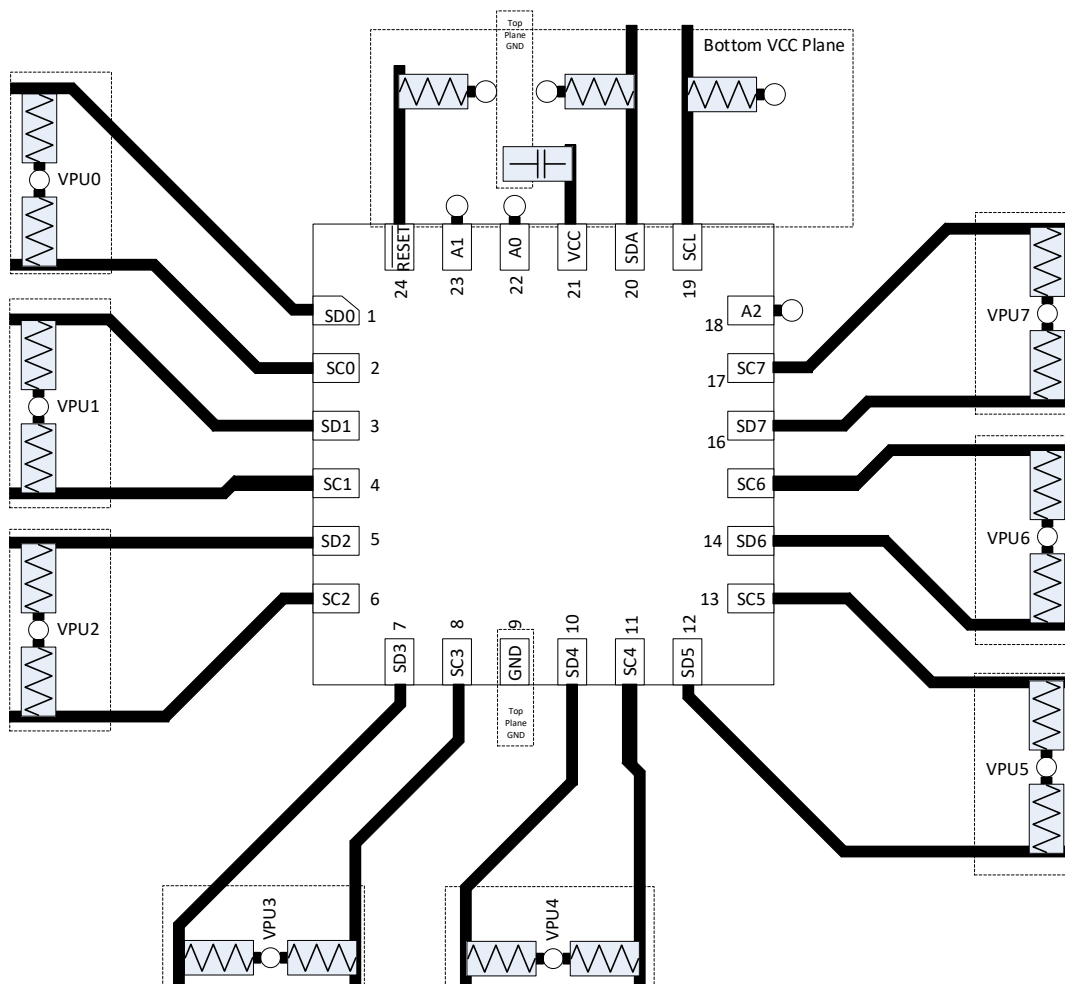 Top
Plane
GND
Bottom VCC Plane
VPU0
RESET
A1
A0
VCC
SDA
SCL
24
23
22
21
20
19
SD0 1
18 A2
VPU7
SC0 2
17 SC7
VPU1
SD1 3
16 SD7
SC1 4
SC6
SD2 5
14 SD6
VPU6
SC2 6
13 SC5
VPU2
7
8
9
10
11
12
SD3
SC3
GND
SD4
SC4
SD5
Top
Plane
GND
VPU5
VPU3
VPU4